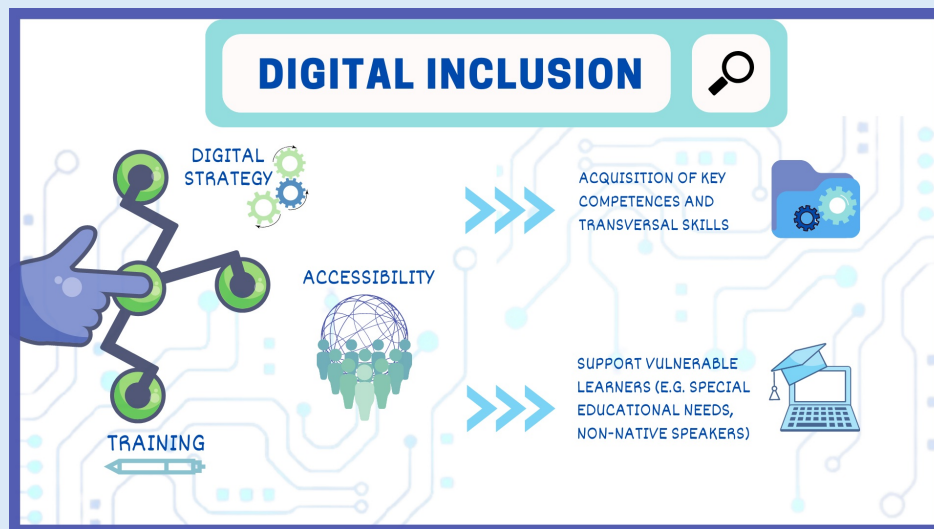 DIGITAL INCLUSION
DIGITAL
STRATEGY
ACCESSIBILITY
TRAINING
ACQUISITION OF KEY
COMPETENCES AND
TRANSVERSAL SKILLS
SUPPORT VULNERABLE
LEARNERS (E.G. SPECIAL
EDUCATIONAL NEEDS,
NON-NATIVE SPEAKERS)